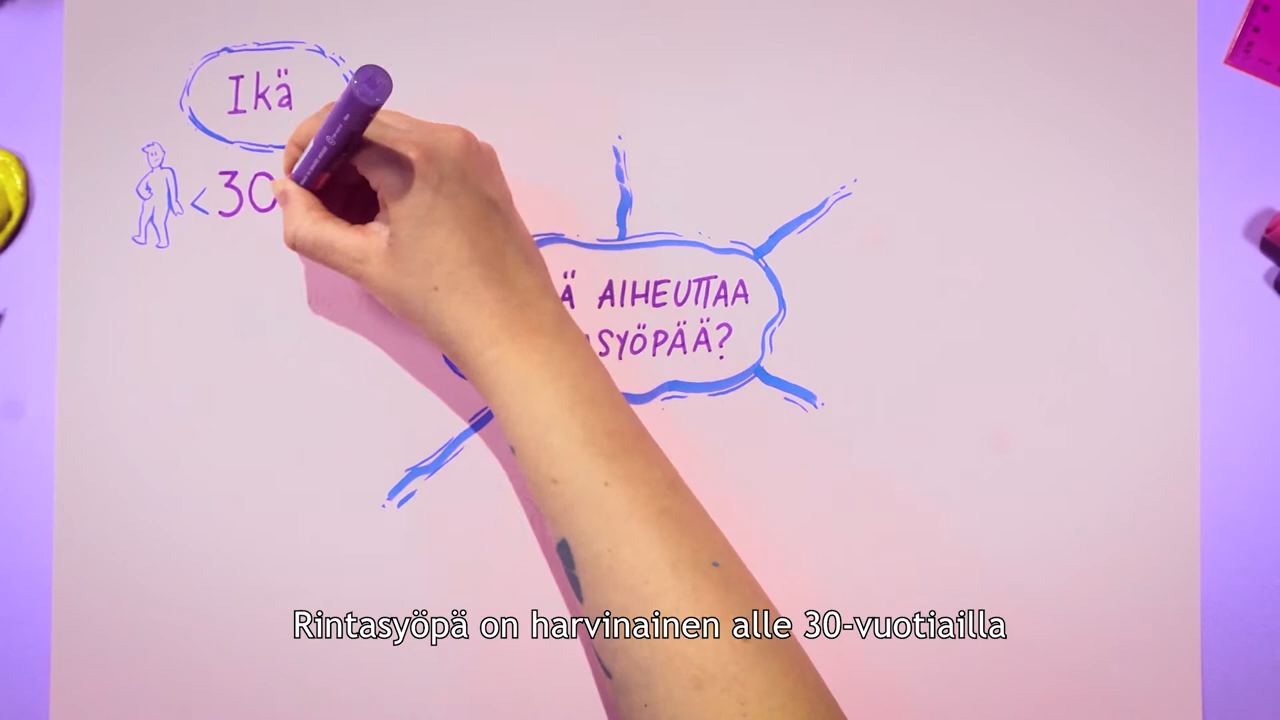 Ikä
<30
Ä AIHEUTTAA
SYÖPÄÄ?
Rintasyöpä on harvinainen alle 30-vuotiailla